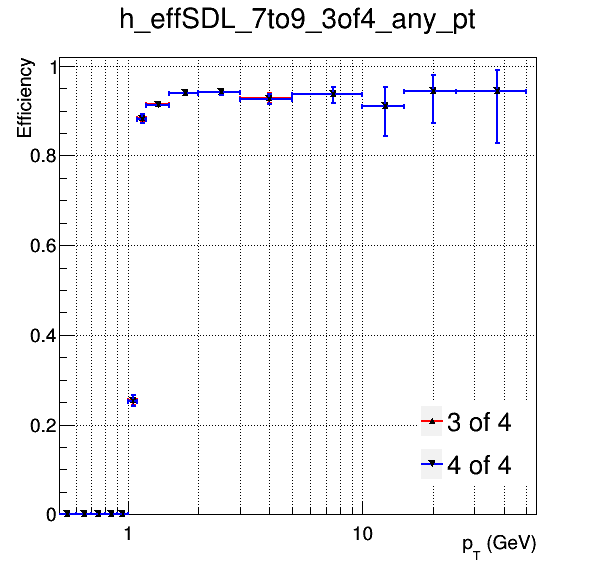 h_effSDL_7to9_3of4_any_pt
Efficiency
1
0.8
0.6
0.4
0.2
0
1
10
p_T (GeV)
3 of 4
4 of 4